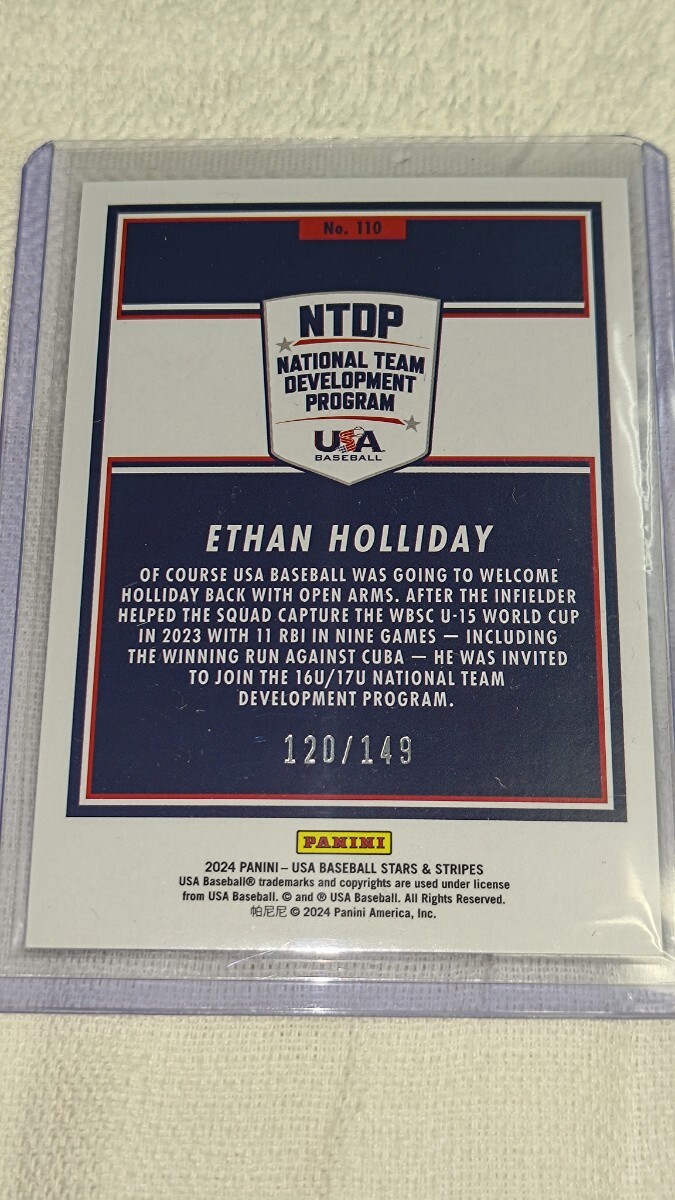 No. 110
NTDP
NATIONAL TEAM
DEVELOPMENT
PROGRAM
USA
BASEBALL
ETHAN HOLLIDAY
OF COURSE USA BASEBALL WAS GOING TO WELCOME
HOLLIDAY BACK WITH OPEN ARMS. AFTER THE INFIELDER
HELPED THE SQUAD CAPTURE THE WBSC U-15 WORLD CUP
IN 2023 WITH 11 RBI IN NINE GAMES — INCLUDING
THE WINNING RUN AGAINST CUBA — HE WAS INVITED
TO JOIN THE 16U/17U NATIONAL TEAM
DEVELOPMENT PROGRAM.
120/149
PANINI
2024 PANINI – USA BASEBALL STARS & STRIPES
USA Baseball® trademarks and copyrights are used under license
from USA Baseball. © and ® USA Baseball. All Rights Reserved.
帕尼尼 © 2024 Panini America, Inc.